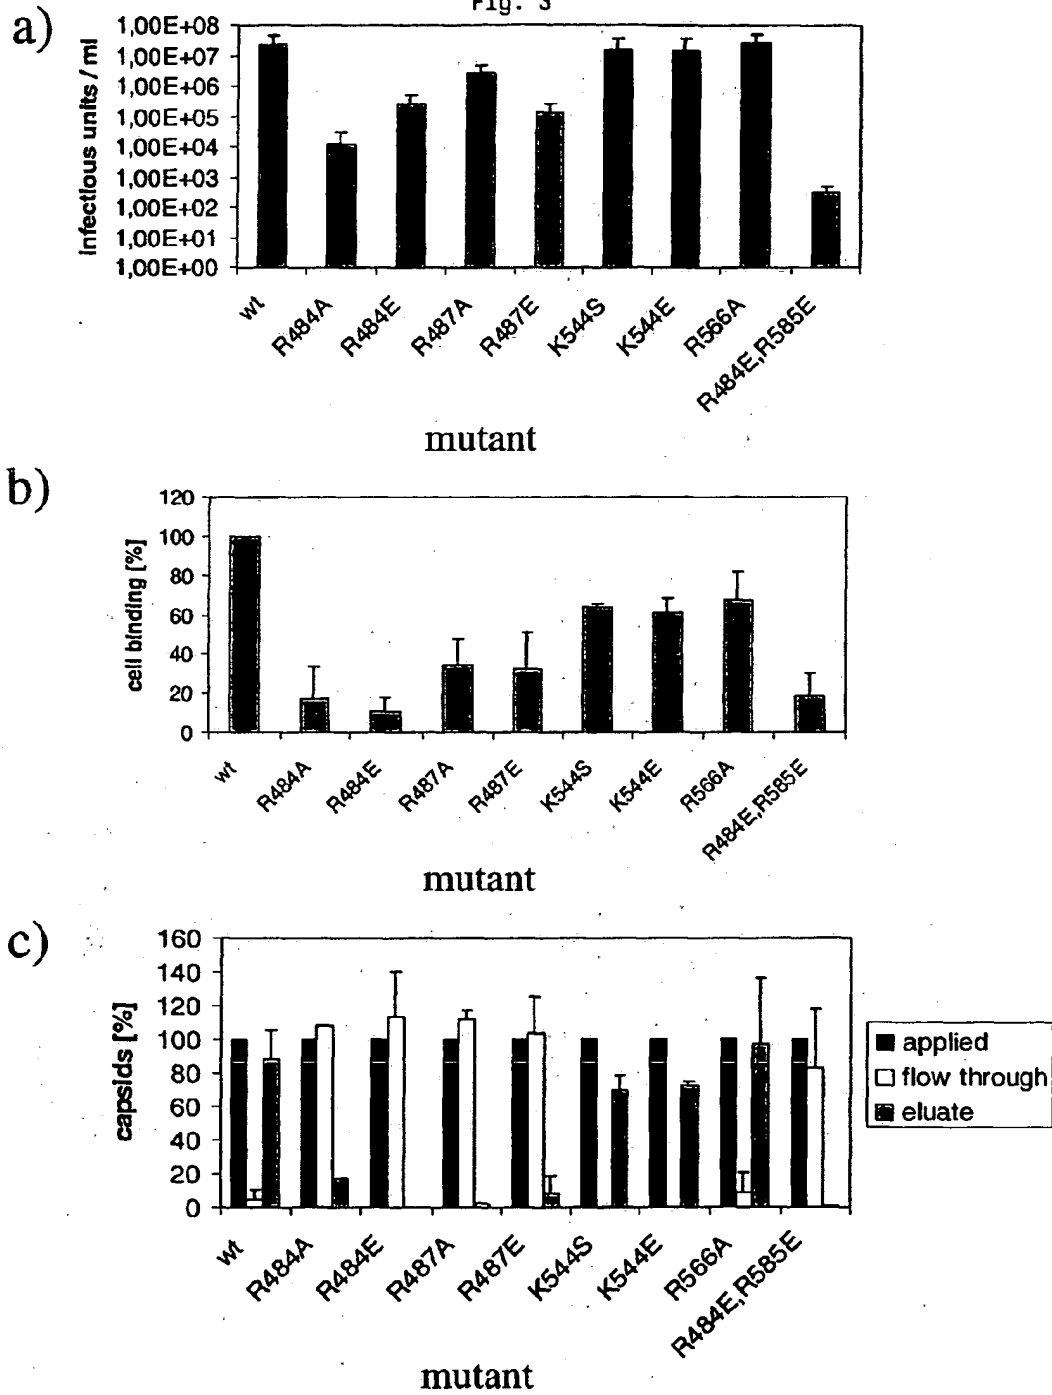 Fig. 3
a)
Infectious units / ml
1,00E+08
1,00E+07
1,00E+06
1,00E+05
1,00E+04
1,00E+03
1,00E+02
1,00E+01
1,00E+00
wt
R484A
R484E
R487A
R487E
K544S
K544E
R566A
R484E,R585E
mutant
b)
cell binding [%]
120
100
80
60
40
20
0
wt
R484A
R484E
R487A
R487E
K544S
K544E
R566A
R484E,R585E
mutant
c)
capsids [%]
160
140
120
100
80
60
40
20
0
wt
R484A
R484E
R487A
R487E
K544S
K544E
R566A
R484E,R585E
applied
flow through
eluate
mutant